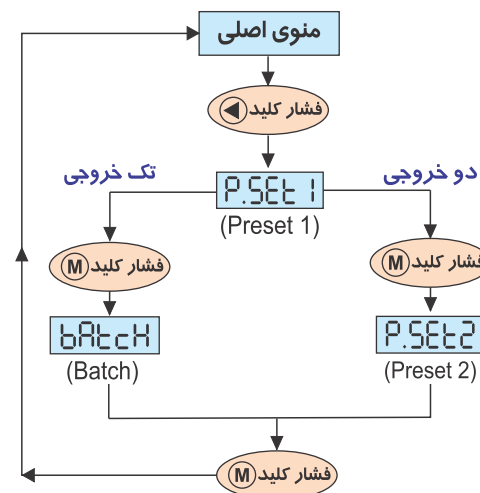 منوی اصلی
فشار کلید ◀
دو خروجی
تک خروجی
P.SEt 1
(Preset 1)
فشار کلید M
فشار کلید M
P.SEt2
bAtcH
(Preset 2)
(Batch)
فشار کلید M